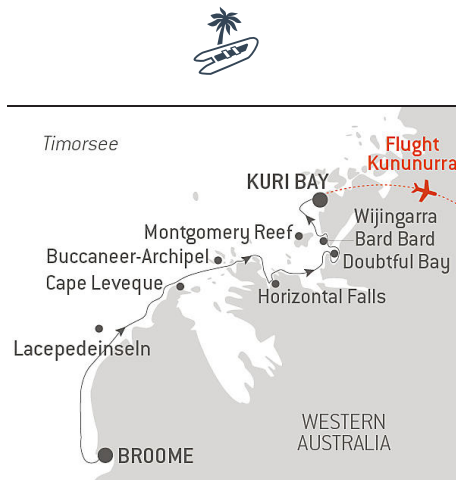 Timorsee
Flught
Kununurra
KURI BAY
Wijingarra
Bard Bard
Montgomery Reef
Buccaneer-Archipel
Doubtful Bay
Cape Leveque
Horizontal Falls
Lacepedeinseln
WESTERN
AUSTRALIA
BROOME